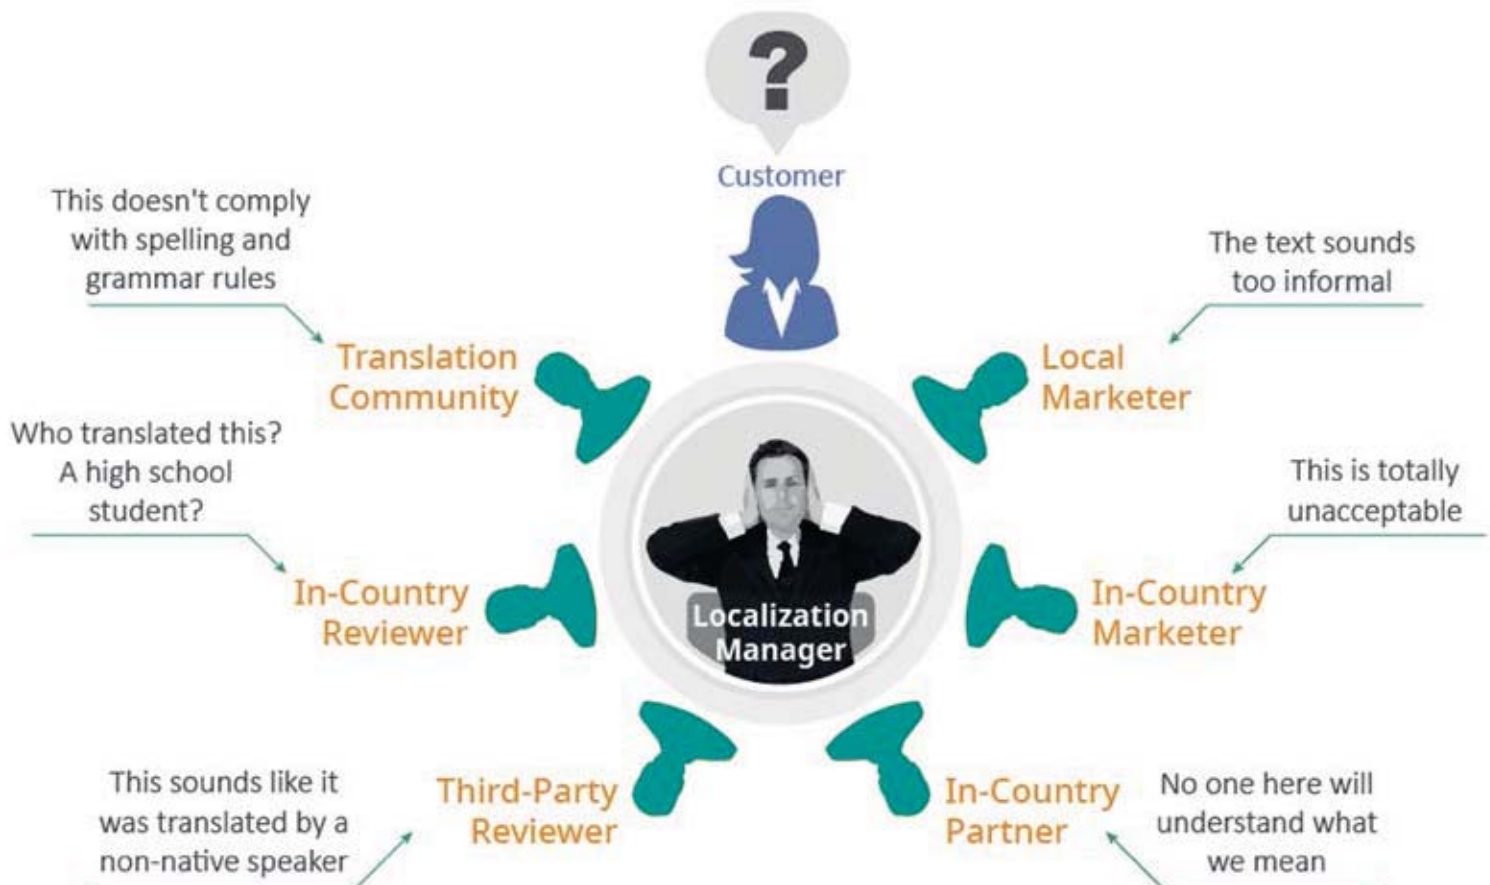 ?
Customer
This doesn't comply
with spelling and
grammar rules
Translation
Community
The text sounds
too informal
Local
Marketer
Who translated this?
A high school
student?
In-Country
Reviewer
Localization
Manager
This is totally
unacceptable
In-Country
Marketer
This sounds like it
was translated by a
non-native speaker
Third-Party
Reviewer
In-Country
Partner
No one here will
understand what
we mean